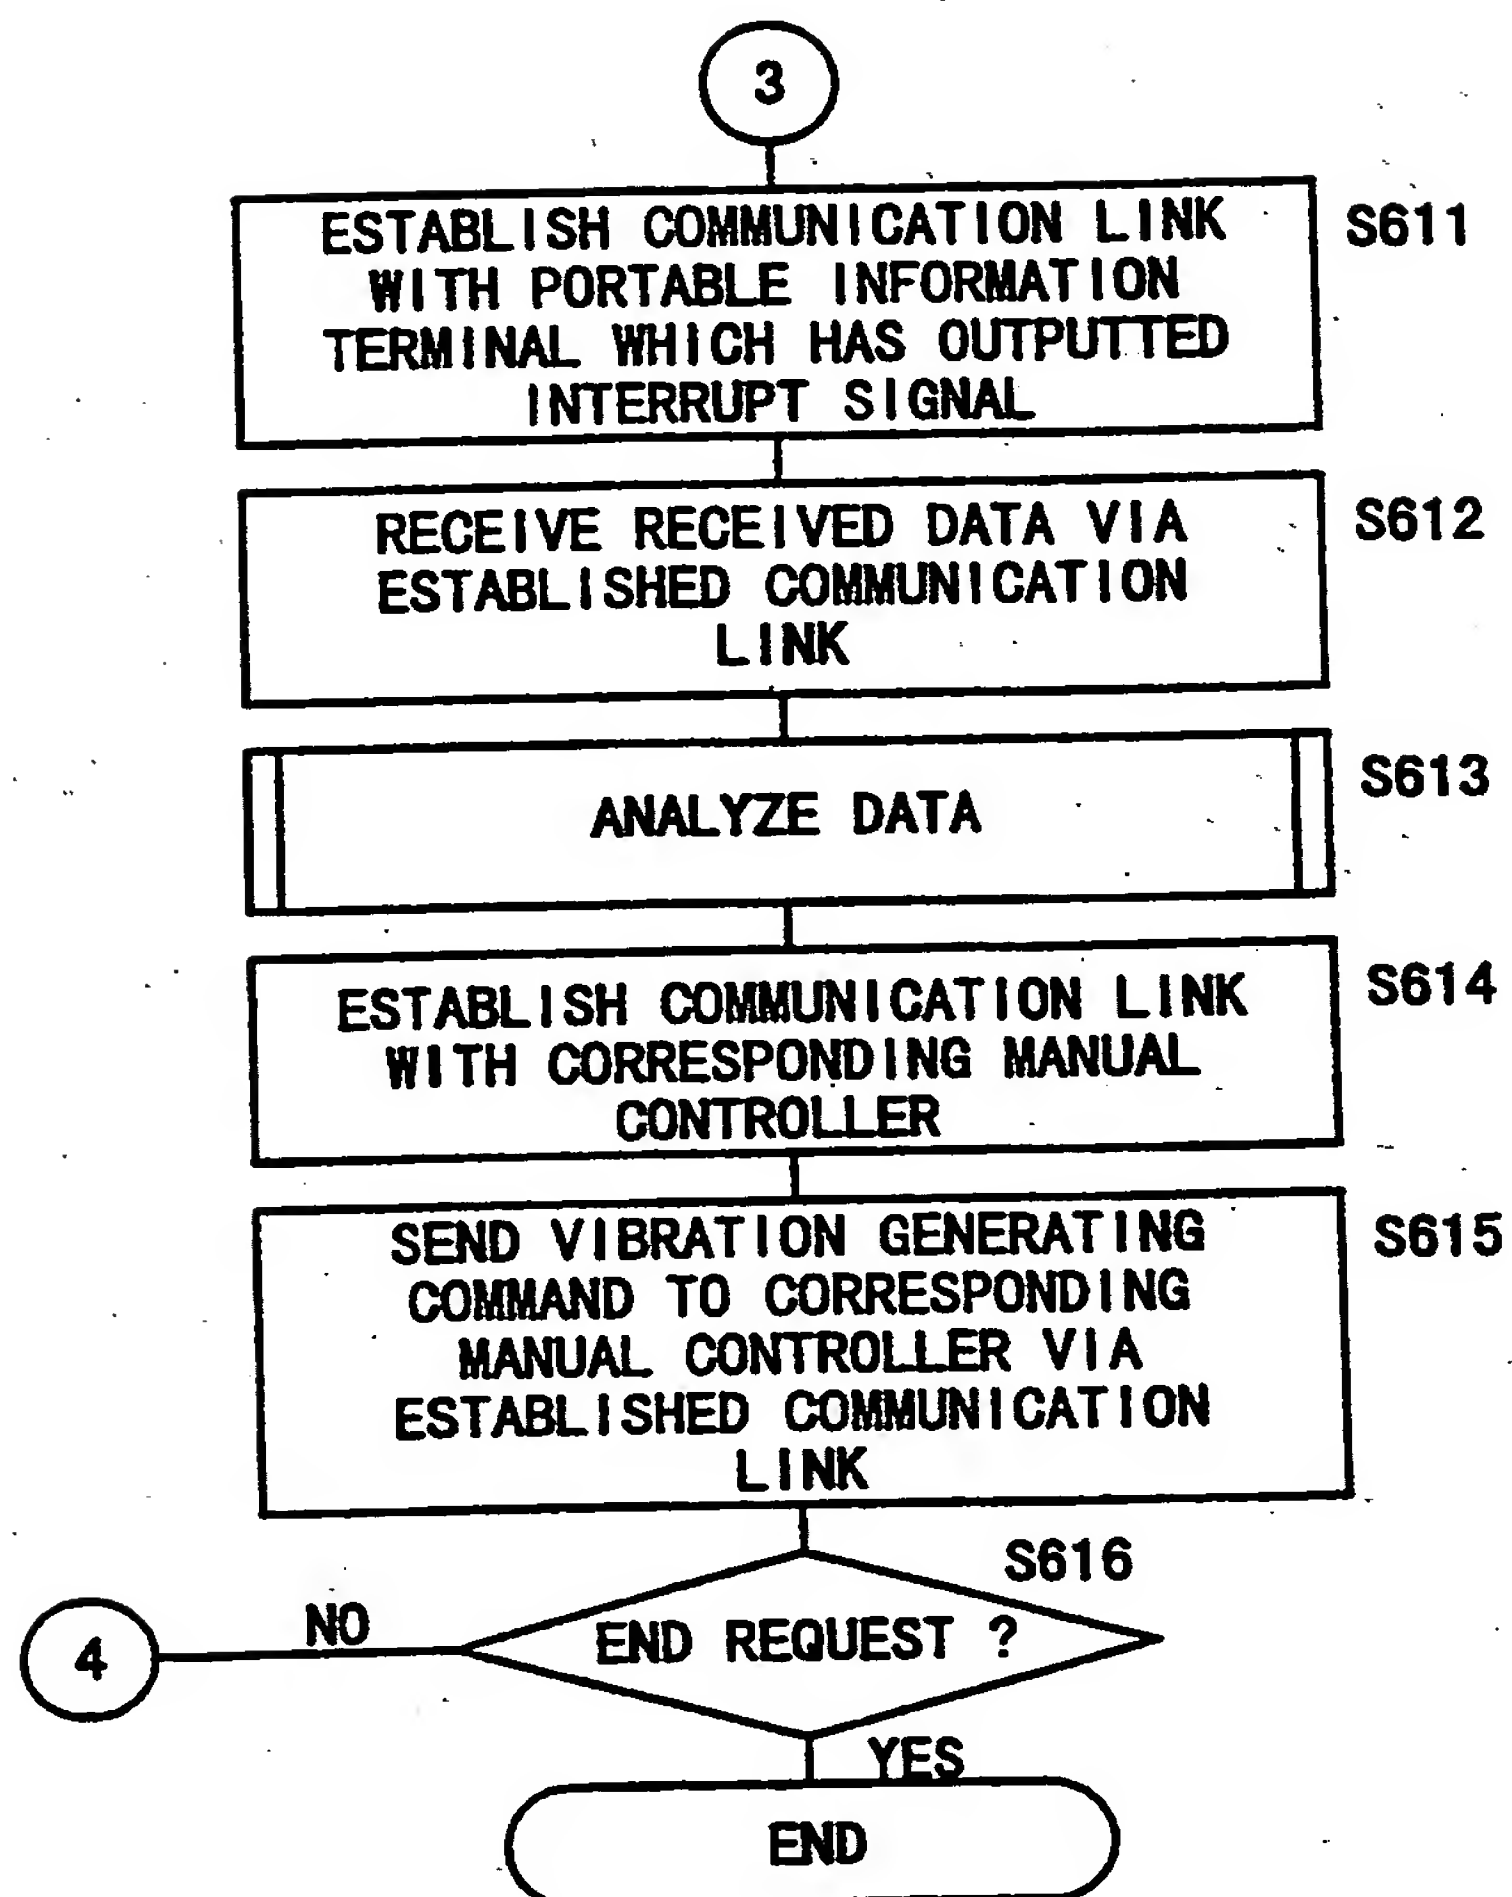 3
ESTABLISH COMMUNICATION LINK
WITH PORTABLE INFORMATION
TERMINAL WHICH HAS OUTPUTTED
INTERRUPT SIGNAL
S611
RECEIVE RECEIVED DATA VIA
ESTABLISHED COMMUNICATION
LINK
S612
ANALYZE DATA
S613
ESTABLISH COMMUNICATION LINK
WITH CORRESPONDING MANUAL
CONTROLLER
S614
SEND VIBRATION GENERATING
COMMAND TO CORRESPONDING
MANUAL CONTROLLER VIA
ESTABLISHED COMMUNICATION
LINK
S615
S616
END REQUEST ?
NO
4
YES
END